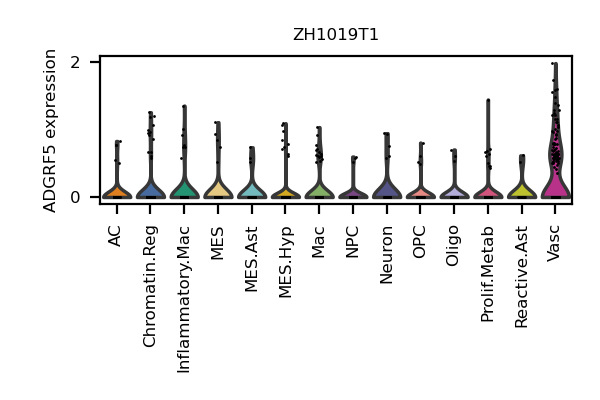 ZH1019T1
ADGRF5 expression
2
0
AC
Chromatin.Reg
Inflammatory.Mac
MES
MES.Ast
MES.Hyp
Mac
NPC
Neuron
OPC
Oligo
Prolif.Metab
Reactive.Ast
Vasc